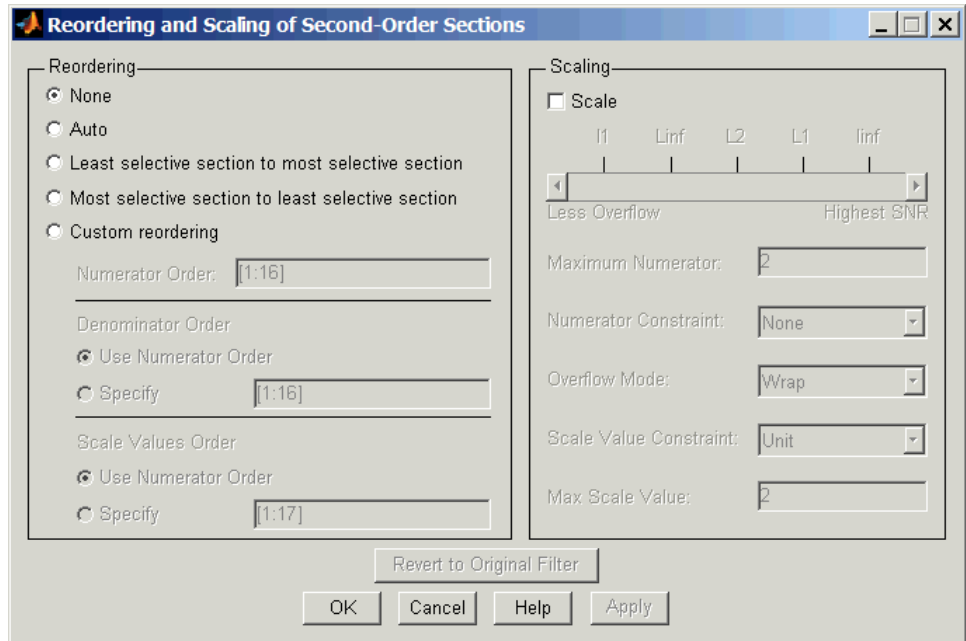 Reordering and Scaling of Second-Order Sections
Reordering
None
Auto
Least selective section to most selective section
Most selective section to least selective section
Custom reordering
Numerator Order: [1:16]
Denominator Order
Use Numerator Order
Specify [1:16]
Scale Values Order
Use Numerator Order
Specify [1:17]
Scaling
Scale
l1 Linf L2 L1 linf
Less Overflow Highest SNR
Maximum Numerator: 2
Numerator Constraint: None
Overflow Mode: Wrap
Scale Value Constraint: Unit
Max Scale Value: 2
Revert to Original Filter
OK Cancel Help Apply